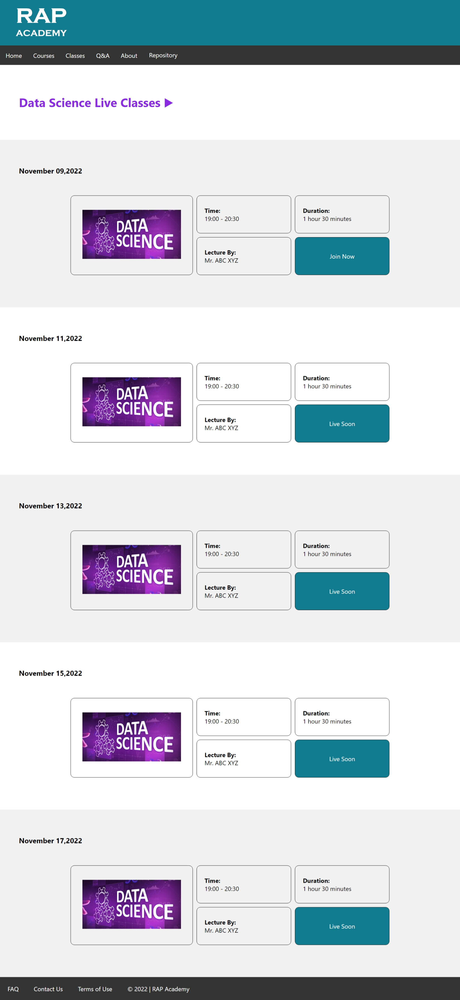 RAP
ACADEMY
Home Courses Classes Q&A About Repository
Data Science Live Classes
November 09,2022
DATA
SCIENCE
Time:
19:00 - 20:30
Duration:
1 hour 30 minutes
Lecture By:
Mr. ABC XYZ
Join Now
November 11,2022
DATA
SCIENCE
Time:
19:00 - 20:30
Duration:
1 hour 30 minutes
Lecture By:
Mr. ABC XYZ
Live Soon
November 13,2022
DATA
SCIENCE
Time:
19:00 - 20:30
Duration:
1 hour 30 minutes
Lecture By:
Mr. ABC XYZ
Live Soon
November 15,2022
DATA
SCIENCE
Time:
19:00 - 20:30
Duration:
1 hour 30 minutes
Lecture By:
Mr. ABC XYZ
Live Soon
November 17,2022
DATA
SCIENCE
Time:
19:00 - 20:30
Duration:
1 hour 30 minutes
Lecture By:
Mr. ABC XYZ
Live Soon
FAQ Contact Us Terms of Use © 2022 | RAP Academy